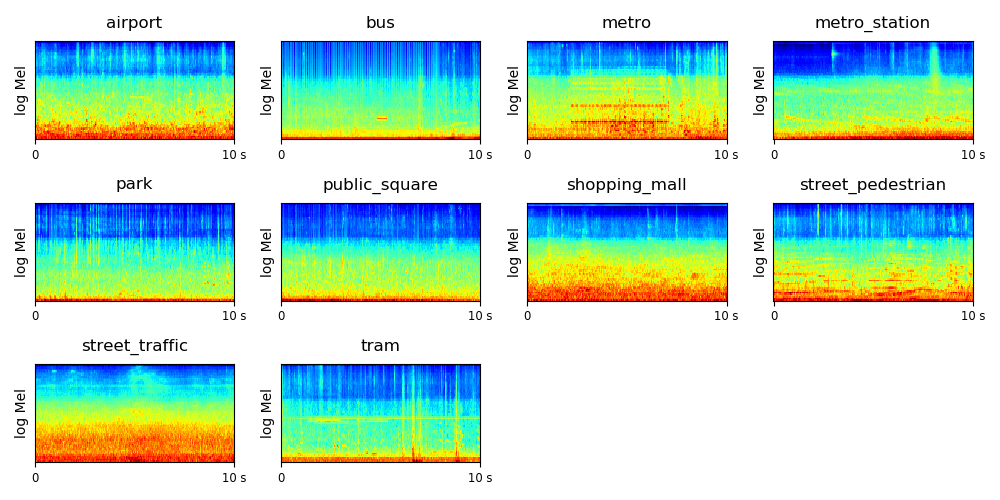 airport
bus
metro
metro_station
log Mel
log Mel
log Mel
log Mel
0
10 s
0
10 s
0
10 s
0
10 s
park
public_square
shopping_mall
street_pedestrian
log Mel
log Mel
log Mel
log Mel
0
10 s
0
10 s
0
10 s
0
10 s
street_traffic
tram
log Mel
log Mel
0
10 s
0
10 s